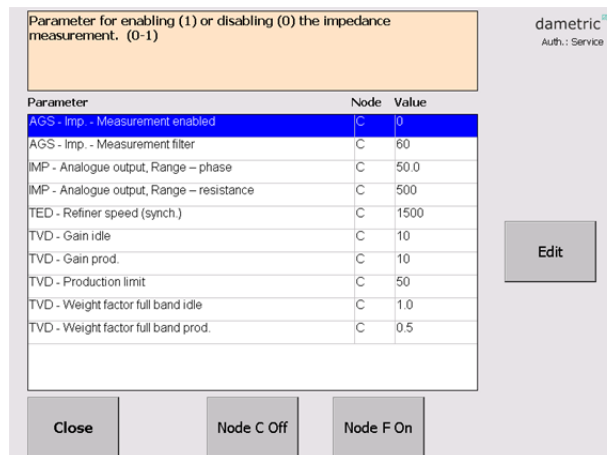 Parameter for enabling (1) or disabling (0) the impedance
measurement. (0-1)
dametric
Auth.: Service
Parameter Node Value
AGS - Imp. - Measurement enabled C 0
AGS - Imp. - Measurement filter C 60
IMP - Analogue output, Range – phase C 50.0
IMP - Analogue output, Range – resistance C 500
TED - Refiner speed (synch.) C 1500
TVD - Gain idle C 10
TVD - Gain prod. C 10
TVD - Production limit C 50
TVD - Weight factor full band idle C 1.0
TVD - Weight factor full band prod. C 0.5
Edit
Close Node C Off Node F On